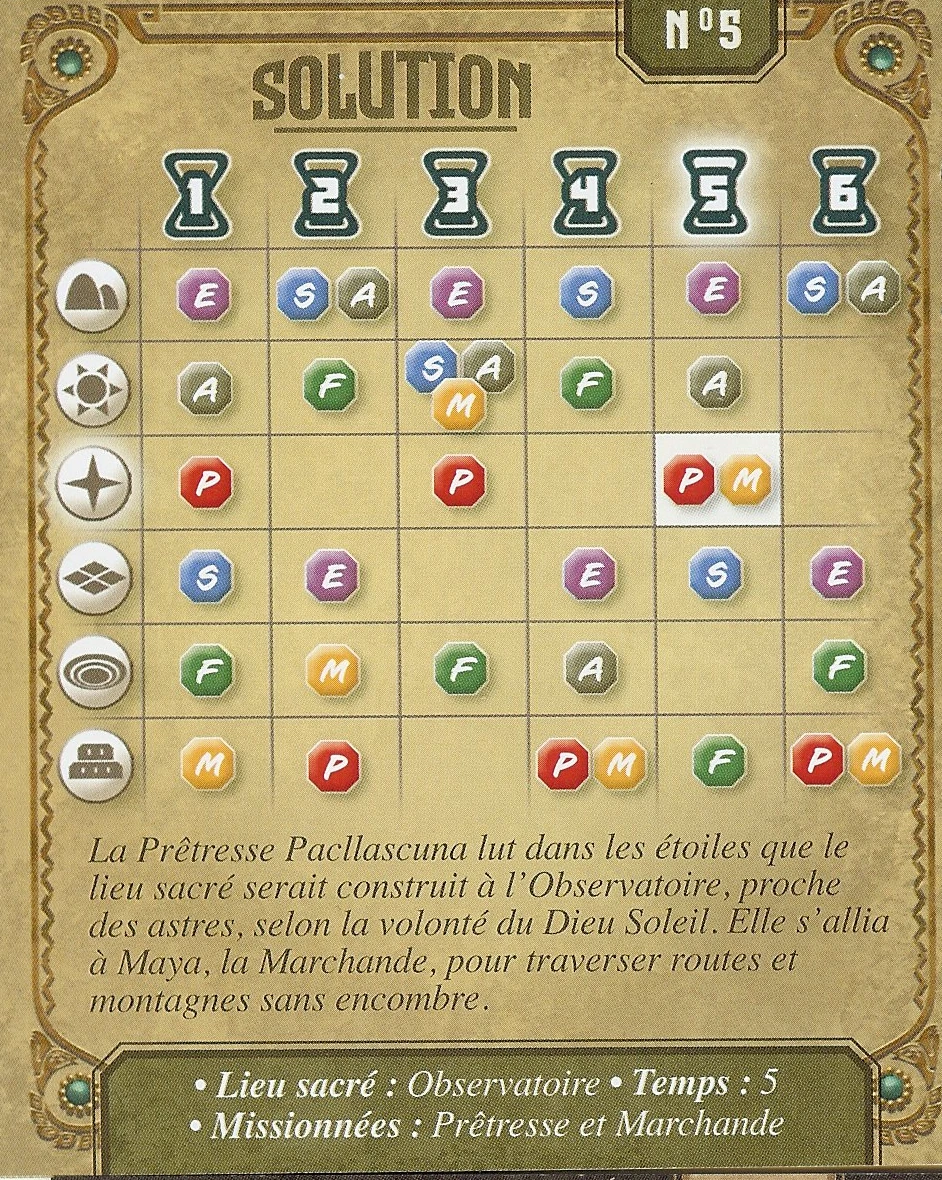 N°5
SOLUTION
1 2 3 4 5 6
E S A E S E S A
A F S A F A
M
P P P M
S E E S E
F M F A F
M P P M F P M
La Prêtresse Pacllascuna lut dans les étoiles que le
lieu sacré serait construit à l'Observatoire, proche
des astres, selon la volonté du Dieu Soleil. Elle s'allia
à Maya, la Marchande, pour traverser routes et
montagnes sans encombre.
• Lieu sacré : Observatoire • Temps : 5
• Missionnées : Prêtresse et Marchande